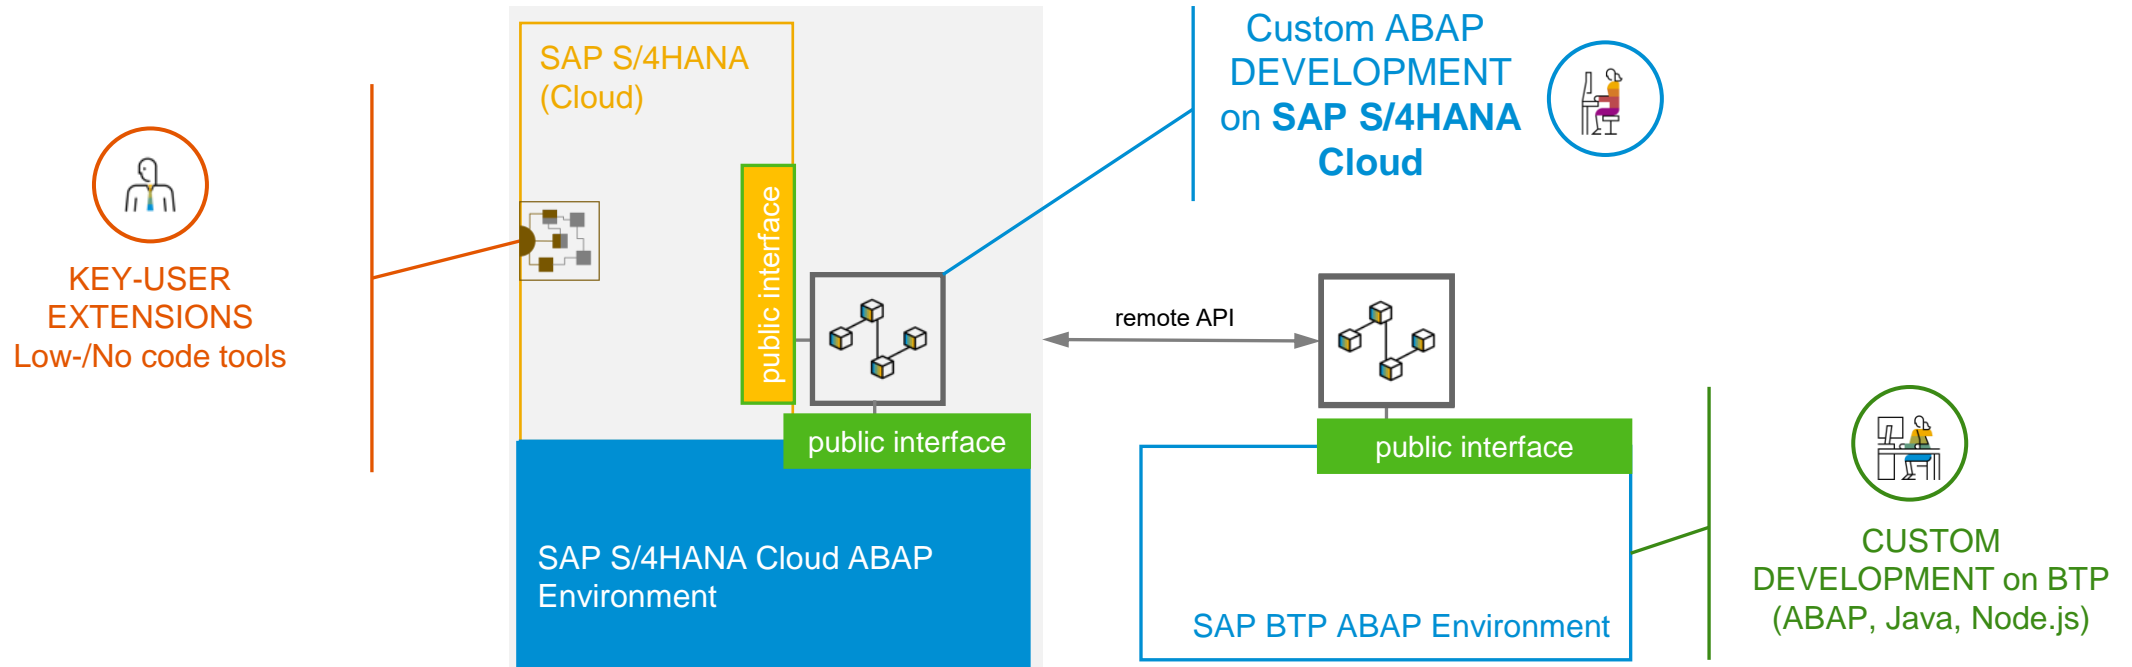 KEY-USER
EXTENSIONS
Low-/No code tools
SAP S/4HANA
(Cloud)
public interface
public interface
SAP S/4HANA Cloud ABAP
Environment
Custom ABAP
DEVELOPMENT
on SAP S/4HANA
Cloud
remote API
public interface
SAP BTP ABAP Environment
CUSTOM
DEVELOPMENT on BTP
(ABAP, Java, Node.js)